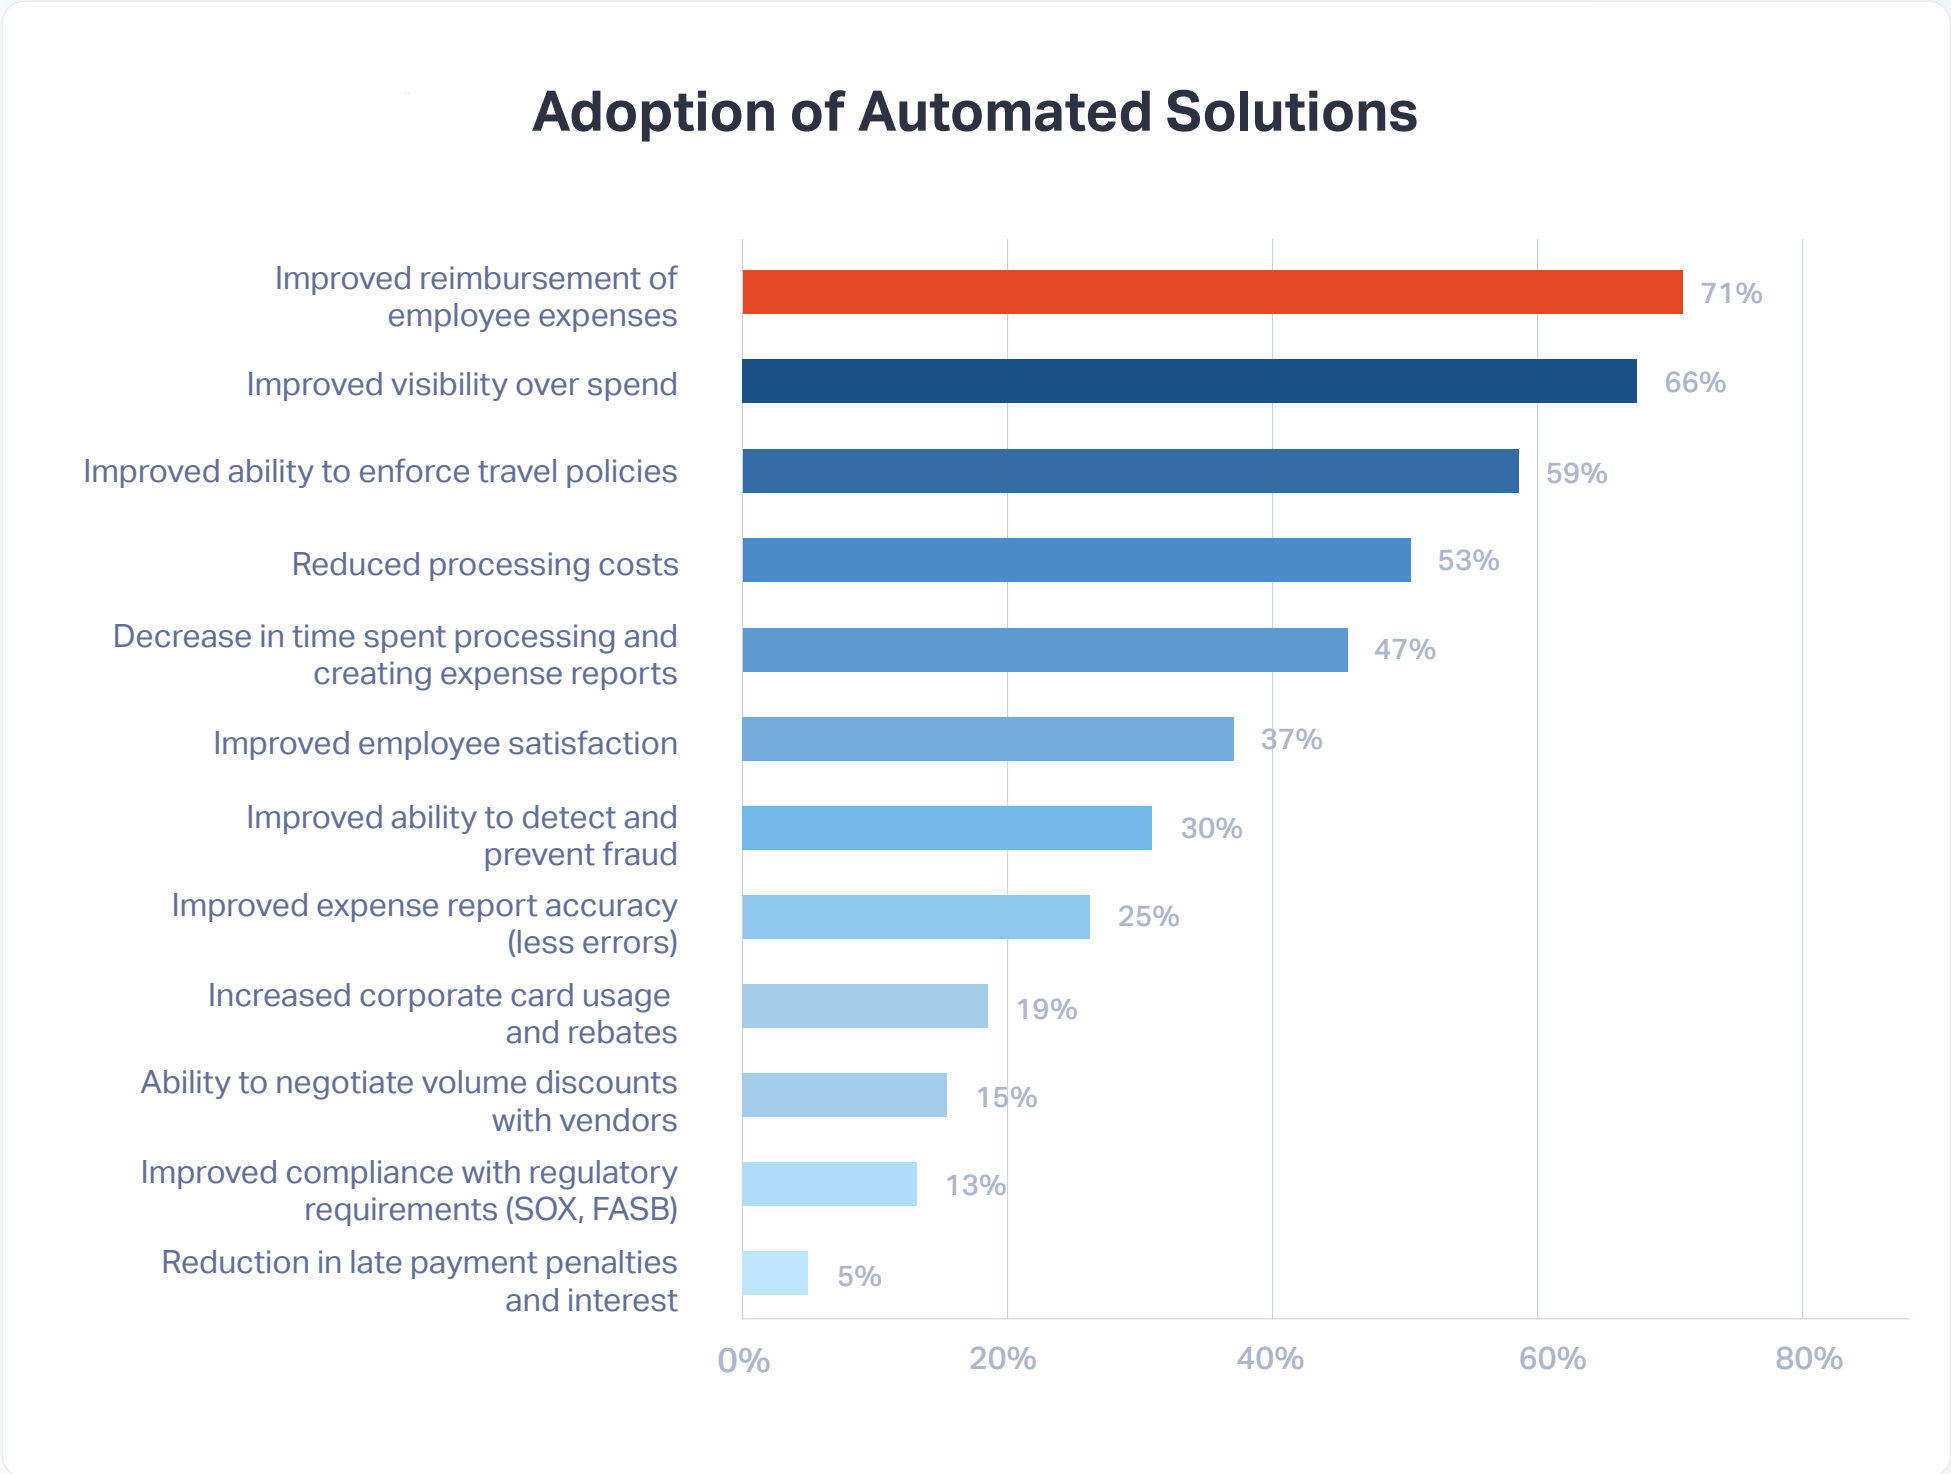 Adoption of Automated Solutions
Improved reimbursement of
employee expenses
71%
Improved visibility over spend
66%
Improved ability to enforce travel policies
59%
Reduced processing costs
53%
Decrease in time spent processing and
creating expense reports
47%
Improved employee satisfaction
37%
Improved ability to detect and
prevent fraud
30%
Improved expense report accuracy
(less errors)
25%
Increased corporate card usage
and rebates
19%
Ability to negotiate volume discounts
with vendors
15%
Improved compliance with regulatory
requirements (SOX, FASB)
13%
Reduction in late payment penalties
and interest
5%
0% 20% 40% 60% 80%